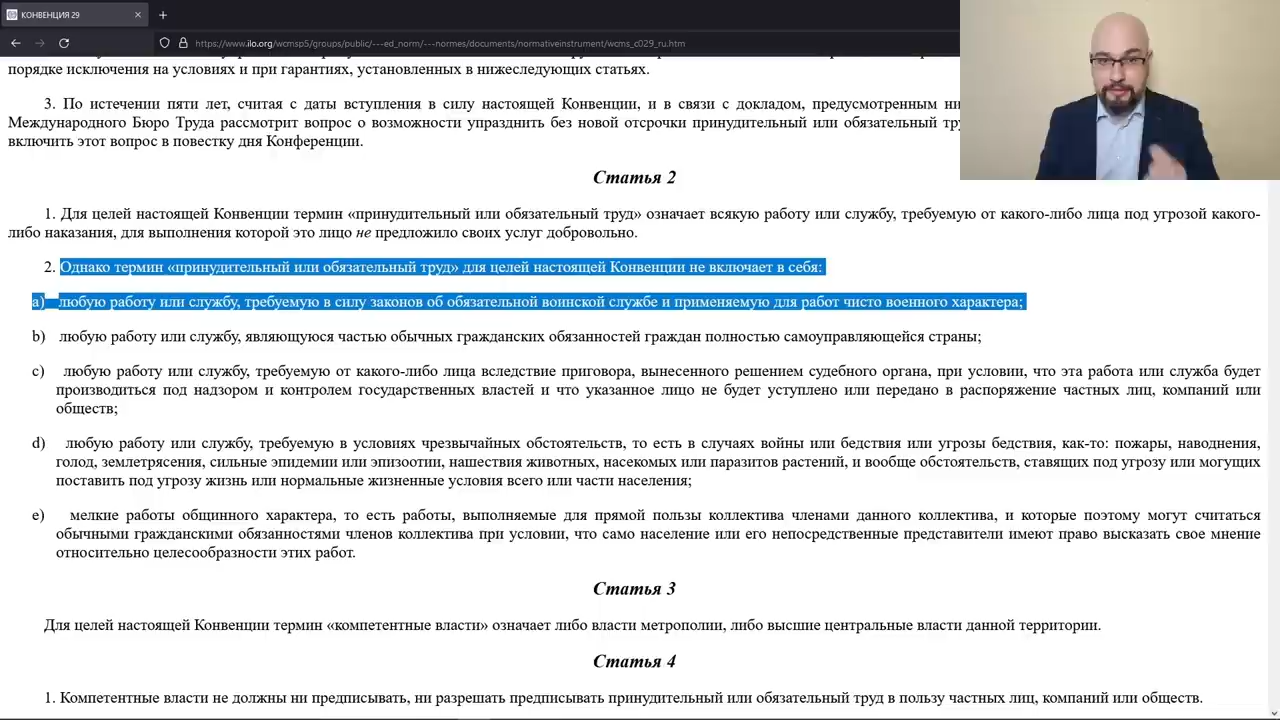 КОНВЕНЦИЯ 29
https://www.ilo.org/wcmsp5/groups/public/---ed_norm/---normes/documents/normativeinstrument/wcms_c029_ru.htm
порядке исключения на условиях и при гарантиях, установленных в нижеследующих статьях.
3. По истечении пяти лет, считая с даты вступления в силу настоящей Конвенции, и в связи с докладом, предусмотренным
Международного Бюро Труда рассмотрит вопрос о возможности упразднить без новой отсрочки принудительный или обязательный
включить этот вопрос в повестку дня Конференции.
Статья 2
1. Для целей настоящей Конвенции термин «принудительный или обязательный труд» означает всякую работу или службу, требуемую от какого-либо лица под угрозой какого-
либо наказания, для выполнения которой это лицо не предложило своих услуг добровольно.
2. Однако термин «принудительный или обязательный труд» для целей настоящей Конвенции не включает в себя:
a) любую работу или службу, требуемую в силу законов об обязательной воинской службе и применяемую для работ чисто военного характера;
b) любую работу или службу, являющуюся частью обычных гражданских обязанностей граждан полностью самоуправляющейся страны;
c) любую работу или службу, требуемую от какого-либо лица вследствие приговора, вынесенного решением судебного органа, при условии, что эта работа или служба будет
производиться под надзором и контролем государственных властей и что указанное лицо не будет уступлено или передано в распоряжение частных лиц, компаний или
обществ;
d) любую работу или службу, требуемую в условиях чрезвычайных обстоятельств, то есть в случаях войны или бедствия или угрозы бедствия, как-то: пожары, наводнения,
голод, землетрясения, сильные эпидемии или эпизоотии, нашествия животных, насекомых или паразитов растений, и вообще обстоятельств, ставящих под угрозу или могущих
поставить под угрозу жизнь или нормальные жизненные условия всего или части населения;
e) мелкие работы общинного характера, то есть работы, выполняемые для прямой пользы коллектива членами данного коллектива, и которые поэтому могут считаться
обычными гражданскими обязанностями членов коллектива при условии, что само население или его непосредственные представители имеют право высказать свое мнение
относительно целесообразности этих работ.
Статья 3
Для целей настоящей Конвенции термин «компетентные власти» означает либо власти метрополии, либо высшие центральные власти данной территории.
Статья 4
1. Компетентные власти не должны ни предписывать, ни разрешать предписывать принудительный или обязательный труд в пользу частных лиц, компаний или обществ.